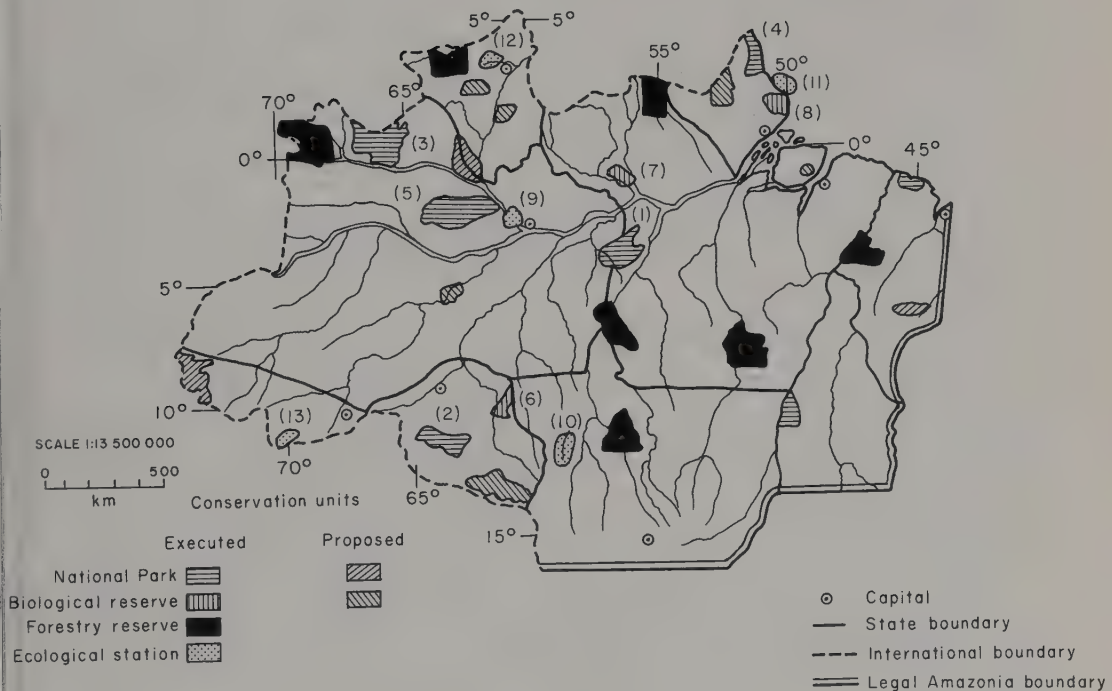 5° 5°
(12)
(4)
55°
50°
(11)
65°
(8)
70°
(3)
0°
0°
45°
(7)
(5)
(9)
(1)
5°
(6)
10°
(13)
(2)
(10)
SCALE 1:13 500 000
70°
0 500
km
65°
Conservation units
15°
Executed Proposed
National Park
Biological reserve
Forestry reserve
Ecological station
Capital
State boundary
International boundary
Legal Amazonia boundary